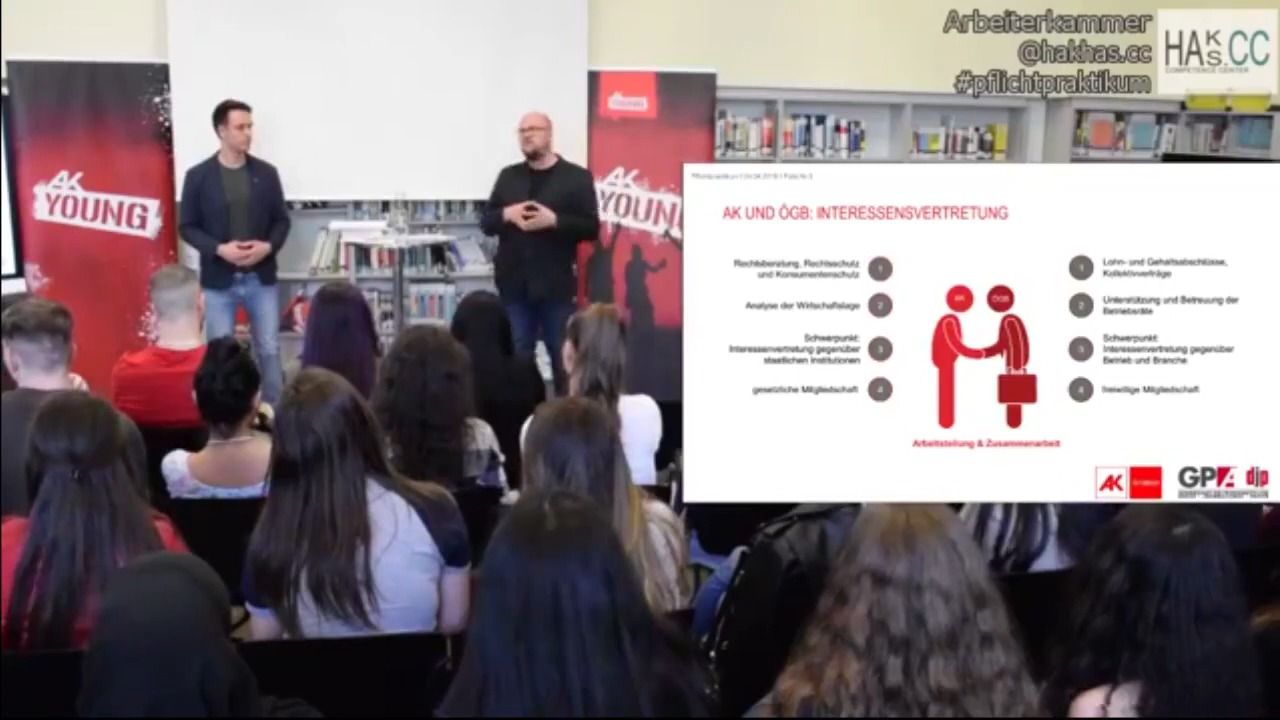 Arbeiterkammer
@hakhas.cc
#pflichtpraktikum
HAK
HAS.CC
COMPETENCE CENTER
AK
YOUNG
YOUNG
AK
YOUN
AK UND ÖGB: INTERESSENSVERTRETUNG
Rechtsberatung, Rechtsschutz
und Konsumentenschutz
1
Analyse der Wirtschaftslage
2
Schwerpunkt:
Interessenvertretung gegenüber
staatlichen Institutionen
3
gesetzliche Mitgliedschaft
4
AK
ÖGB
1
Lohn- und Gehaltsabschlüsse,
Kollektivverträge
2
Unterstützung und Betreuung der
Betriebsräte
3
Schwerpunkt:
Interessenvertretung gegenüber
Betrieb und Branche
4
freiwillige Mitgliedschaft
Arbeitsteilung & Zusammenarbeit
AK
GPA djp